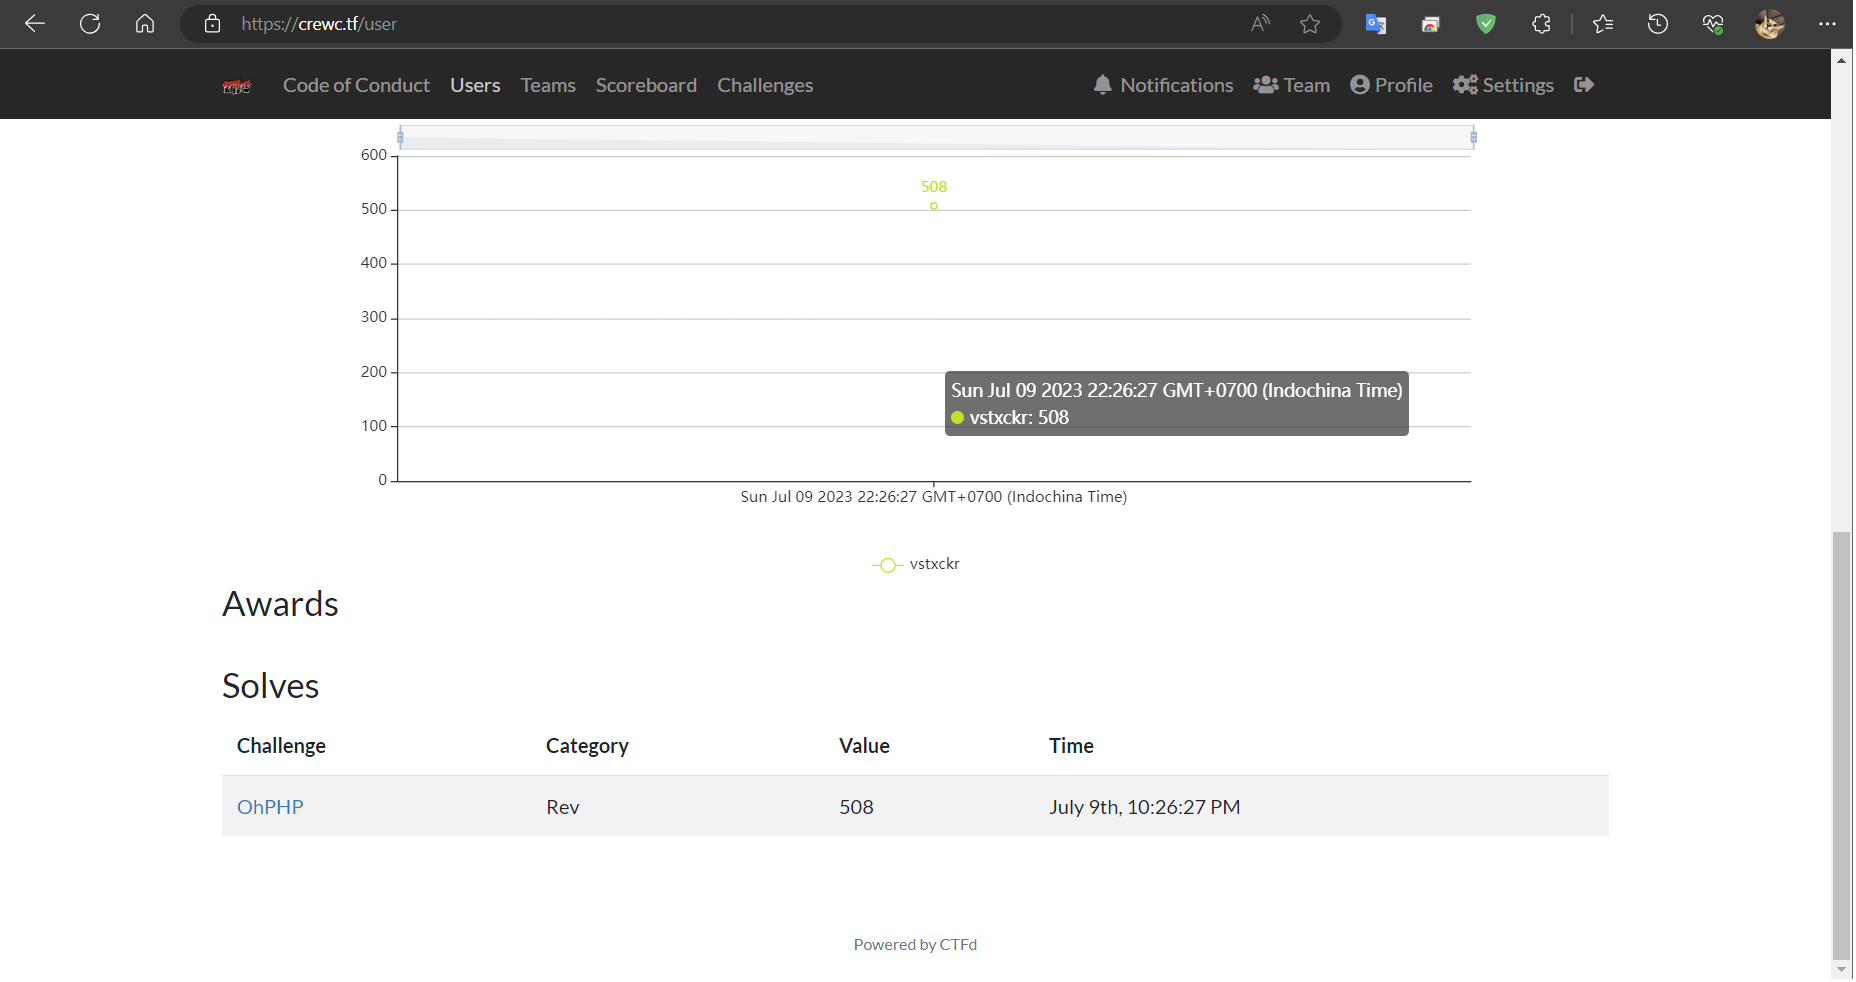 https://crewc.tf/user
Code of Conduct Users Teams Scoreboard Challenges Notifications Team Profile Settings
600
508
500
400
300
200
Sun Jul 09 2023 22:26:27 GMT+0700 (Indochina Time)
vstxckr: 508
100
0
Sun Jul 09 2023 22:26:27 GMT+0700 (Indochina Time)
vstxckr
Awards
Solves
Challenge Category Value Time
OhPHP Rev 508 July 9th, 10:26:27 PM
Powered by CTFd